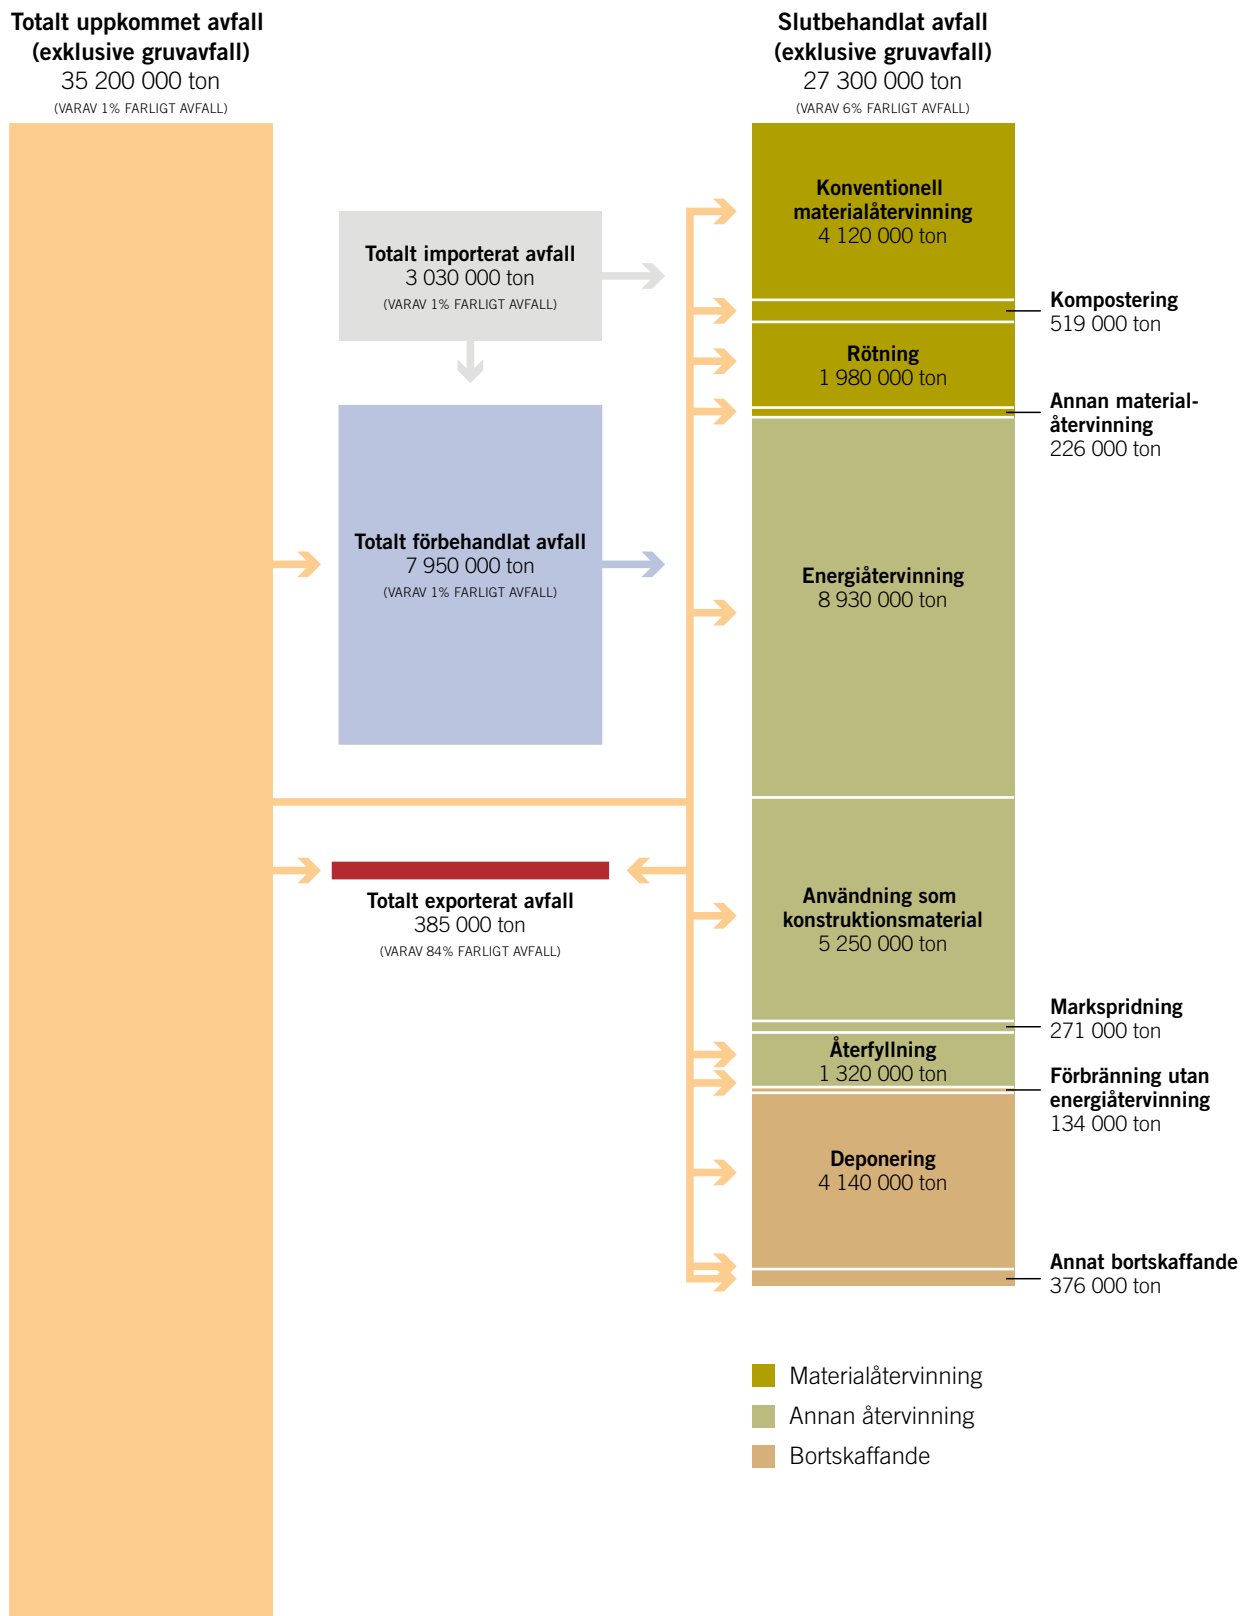 Totalt uppkommet avfall
(exklusive gruvavfall)
35 200 000 ton
(VARAV 1% FARLIGT AVFALL)
Slutbehandlat avfall
(exklusive gruvavfall)
27 300 000 ton
(VARAV 6% FARLIGT AVFALL)
Totalt importerat avfall
3 030 000 ton
(VARAV 1% FARLIGT AVFALL)
Totalt förbehandlat avfall
7 950 000 ton
(VARAV 1% FARLIGT AVFALL)
Totalt exporterat avfall
385 000 ton
(VARAV 84% FARLIGT AVFALL)
Konventionell
materialåtervinning
4 120 000 ton
Kompostering
519 000 ton
Rötning
1 980 000 ton
Annan material-
återvinning
226 000 ton
Energiåtervinning
8 930 000 ton
Användning som
konstruktionsmaterial
5 250 000 ton
Markspridning
271 000 ton
Återfyllning
1 320 000 ton
Förbränning utan
energiåtervinning
134 000 ton
Deponering
4 140 000 ton
Annat bortskaffande
376 000 ton
Materialåtervinning
Annan återvinning
Bortskaffande